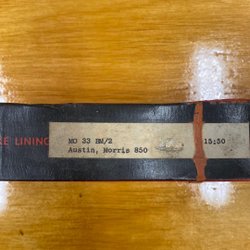 LINING
MO 33 BM/2
Austin, Morris 850
15:50